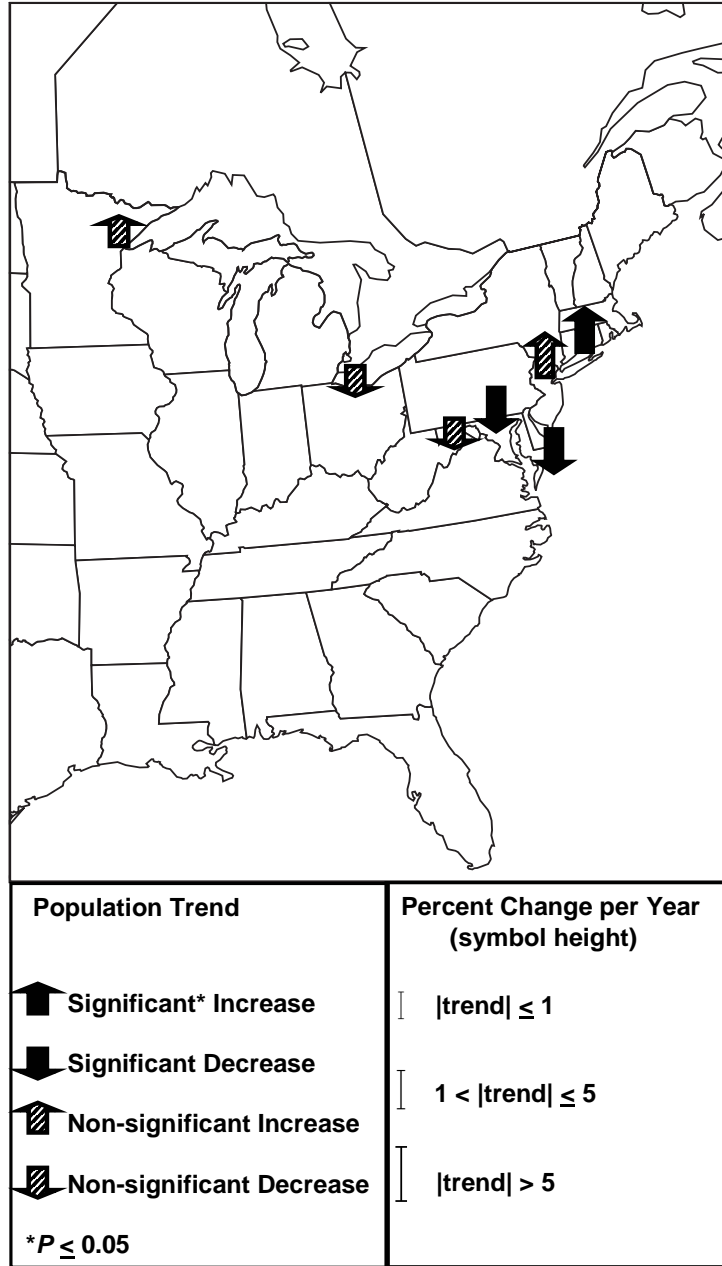 Population Trend
Significant* Increase
Significant Decrease
Non-significant Increase
Non-significant Decrease
*P ≤ 0.05
Percent Change per Year
(symbol height)
|trend| ≤ 1
1 < |trend| ≤ 5
|trend| > 5